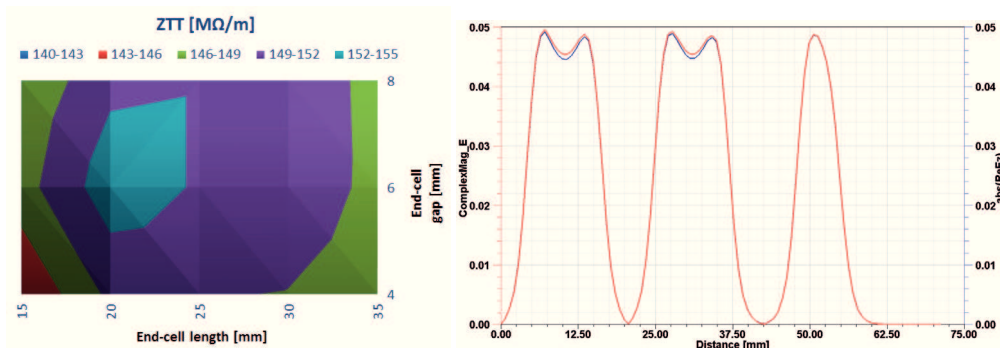 ZTT [MΩ/m]
140-143 143-146 146-149 149-152 152-155
8
6
4
End-cell gap [mm]
15 20 25 30 35
End-cell length [mm]
0.05
0.04
0.03
0.02
0.01
0.00
ComplexMag_E
0.00 12.50 25.00 37.50 50.00 62.50 75.00
Distance [mm]
0.05
0.04
0.03
0.02
0.01
0.00